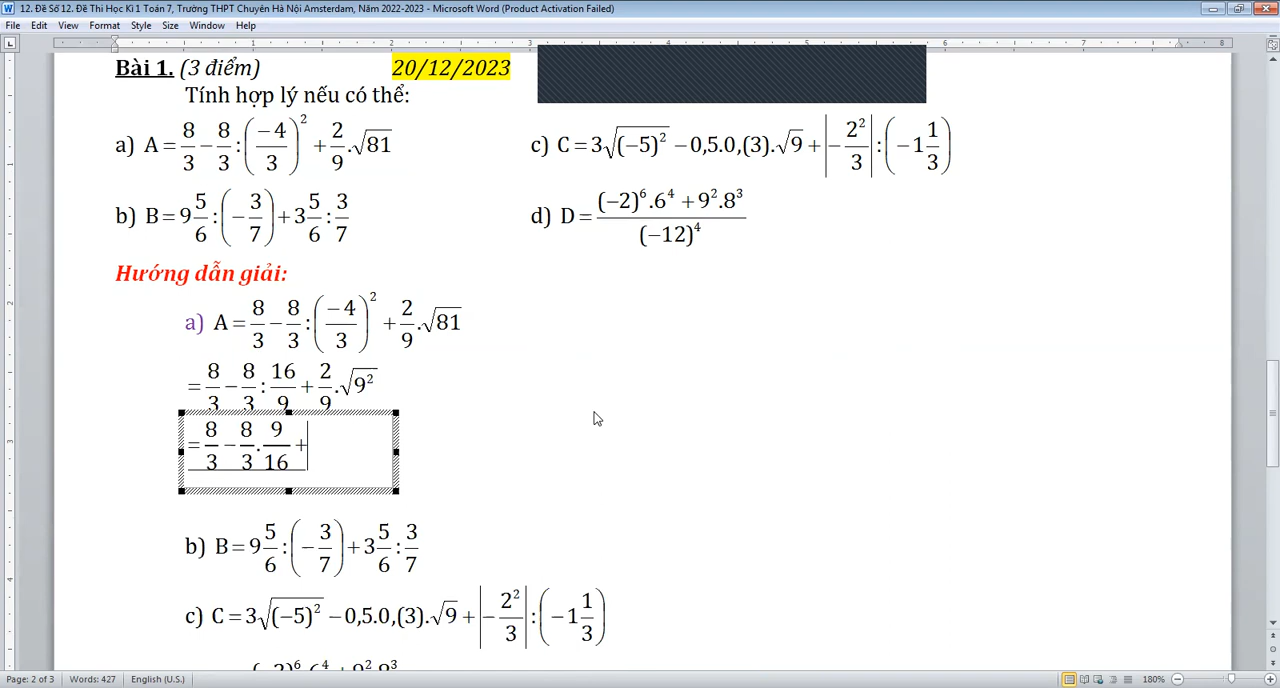 12. Đề Số 12. Đề Thi Học Kì 1 Toán 7, Trường THPT Chuyên Hà Nội Amsterdam, Năm 2022-2023 - Microsoft Word (Product Activation Failed)
File Edit View Format Style Size Window Help
Bài 1. (3 điểm) 20/12/2023
Tính hợp lý nếu có thể:
a) A = 8/3 − 8/3 : (−4/3)² + 2/9 . √81
c) C = 3√(−5)² − 0,5.0,(3).√9 + |−2²/3| : (−1 1/3)
b) B = 9 5/6 : (−3/7) + 3 5/6 : 3/7
d) D = ((−2)⁶.6⁴ + 9².8³)/(−12)⁴
Hướng dẫn giải:
a) A = 8/3 − 8/3 : (−4/3)² + 2/9 . √81
= 8/3 − 8/3 : 16/9 + 2/9 . √9²
= 8/3 − 8/3 . 9/16 +
b) B = 9 5/6 : (−3/7) + 3 5/6 : 3/7
c) C = 3√(−5)² − 0,5.0,(3).√9 + |−2²/3| : (−1 1/3)
(−2)⁶.6⁴ + 9².8³
Page: 2 of 3 Words: 427 English (U.S.) 180%